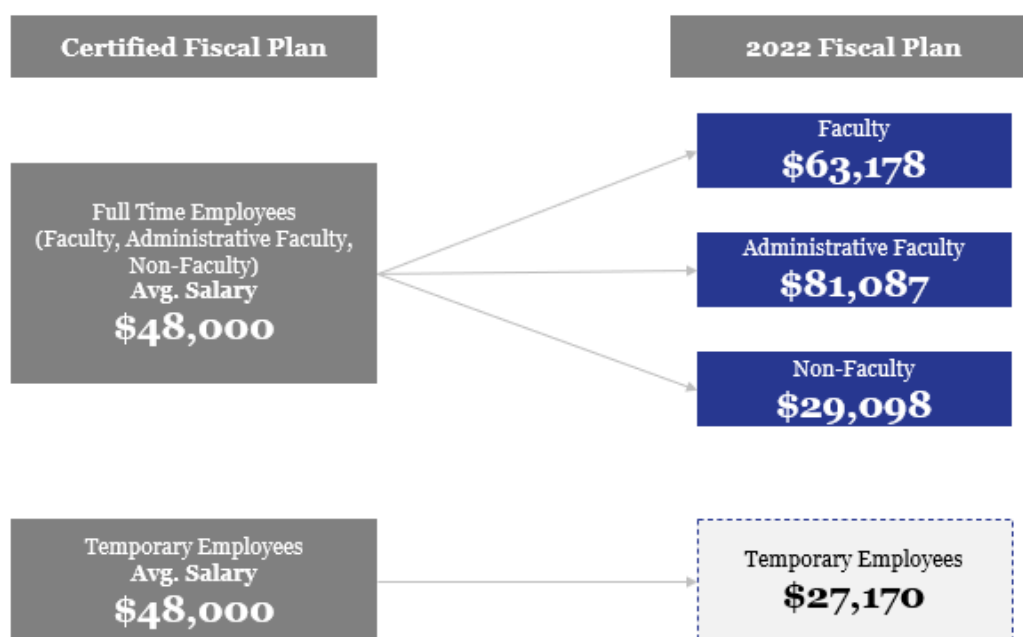 Certified Fiscal Plan
2022 Fiscal Plan
Full Time Employees
(Faculty, Administrative Faculty,
Non-Faculty)
Avg. Salary
$48,000
Faculty
$63,178
Administrative Faculty
$81,087
Non-Faculty
$29,098
Temporary Employees
Avg. Salary
$48,000
Temporary Employees
$27,170